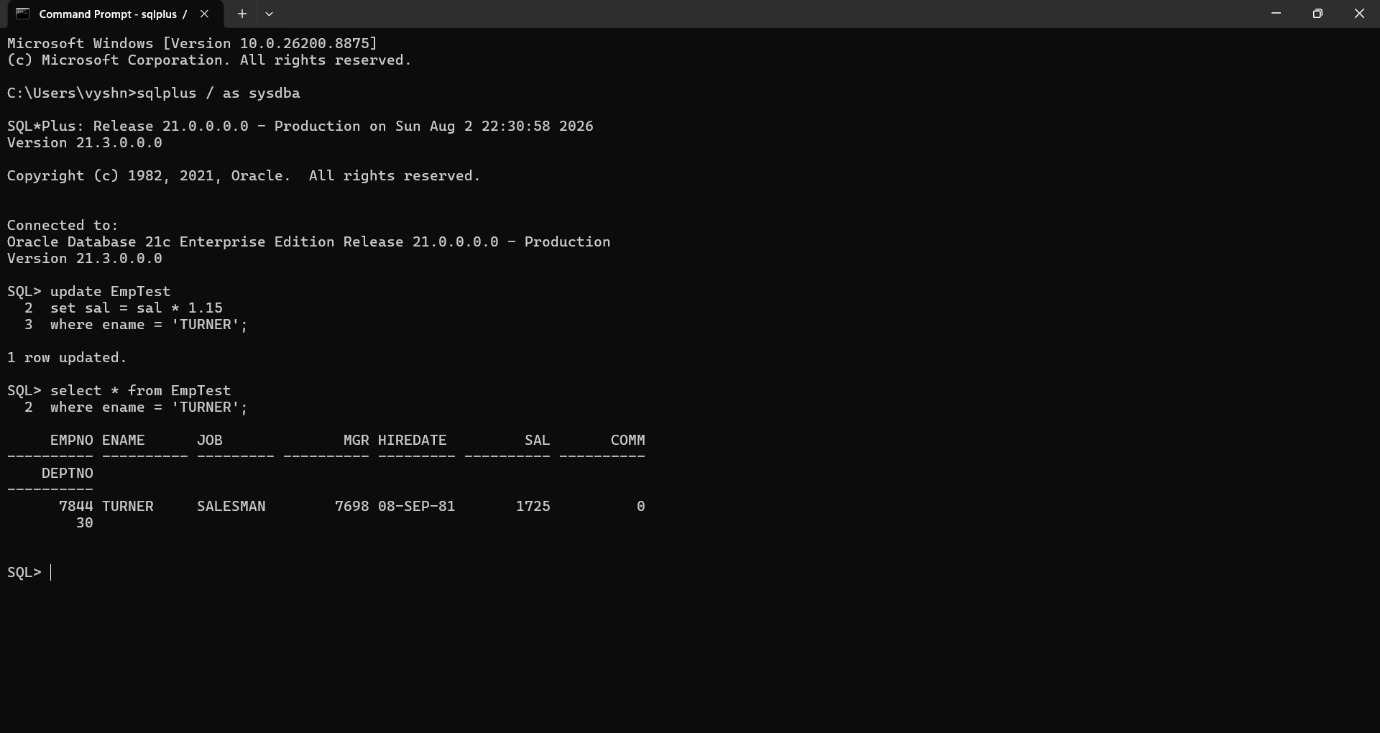 Command Prompt - sqlplus /
Microsoft Windows [Version 10.0.26200.8875]
(c) Microsoft Corporation. All rights reserved.
C:\Users\vyshn>sqlplus / as sysdba
SQL*Plus: Release 21.0.0.0.0 - Production on Sun Aug 2 22:30:58 2026
Version 21.3.0.0.0
Copyright (c) 1982, 2021, Oracle.  All rights reserved.
Connected to:
Oracle Database 21c Enterprise Edition Release 21.0.0.0.0 - Production
Version 21.3.0.0.0
SQL> update EmpTest
  2  set sal = sal * 1.15
  3  where ename = 'TURNER';
1 row updated.
SQL> select * from EmpTest
  2  where ename = 'TURNER';
     EMPNO ENAME      JOB              MGR HIREDATE         SAL       COMM
---------- ---------- --------- ---------- --------- ---------- ----------
    DEPTNO
----------
      7844 TURNER     SALESMAN        7698 08-SEP-81       1725          0
        30
SQL>